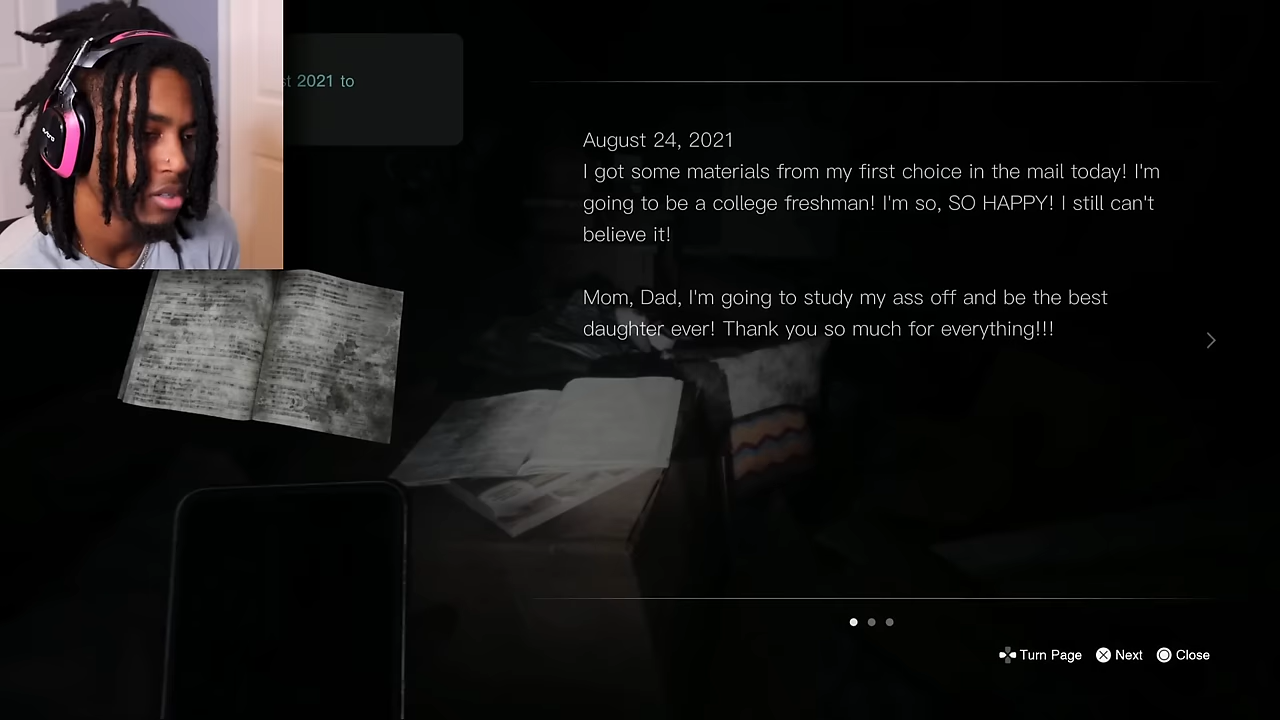 2021 to
August 24, 2021
I got some materials from my first choice in the mail today! I'm
going to be a college freshman! I'm so, SO HAPPY! I still can't
believe it!
Mom, Dad, I'm going to study my ass off and be the best
daughter ever! Thank you so much for everything!!!
Turn Page
Next
Close